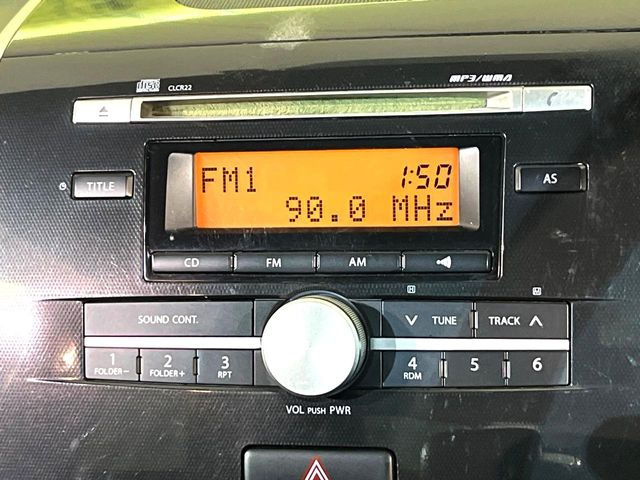 disc CLCR22 MP3/WMA
TITLE
FM1 1:50
90.0 MHz
AS
CD FM AM
H M
SOUND CONT.
TUNE TRACK
1 FOLDER-
2 FOLDER+
3 RPT
4 RDM
5
6
VOL PUSH PWR